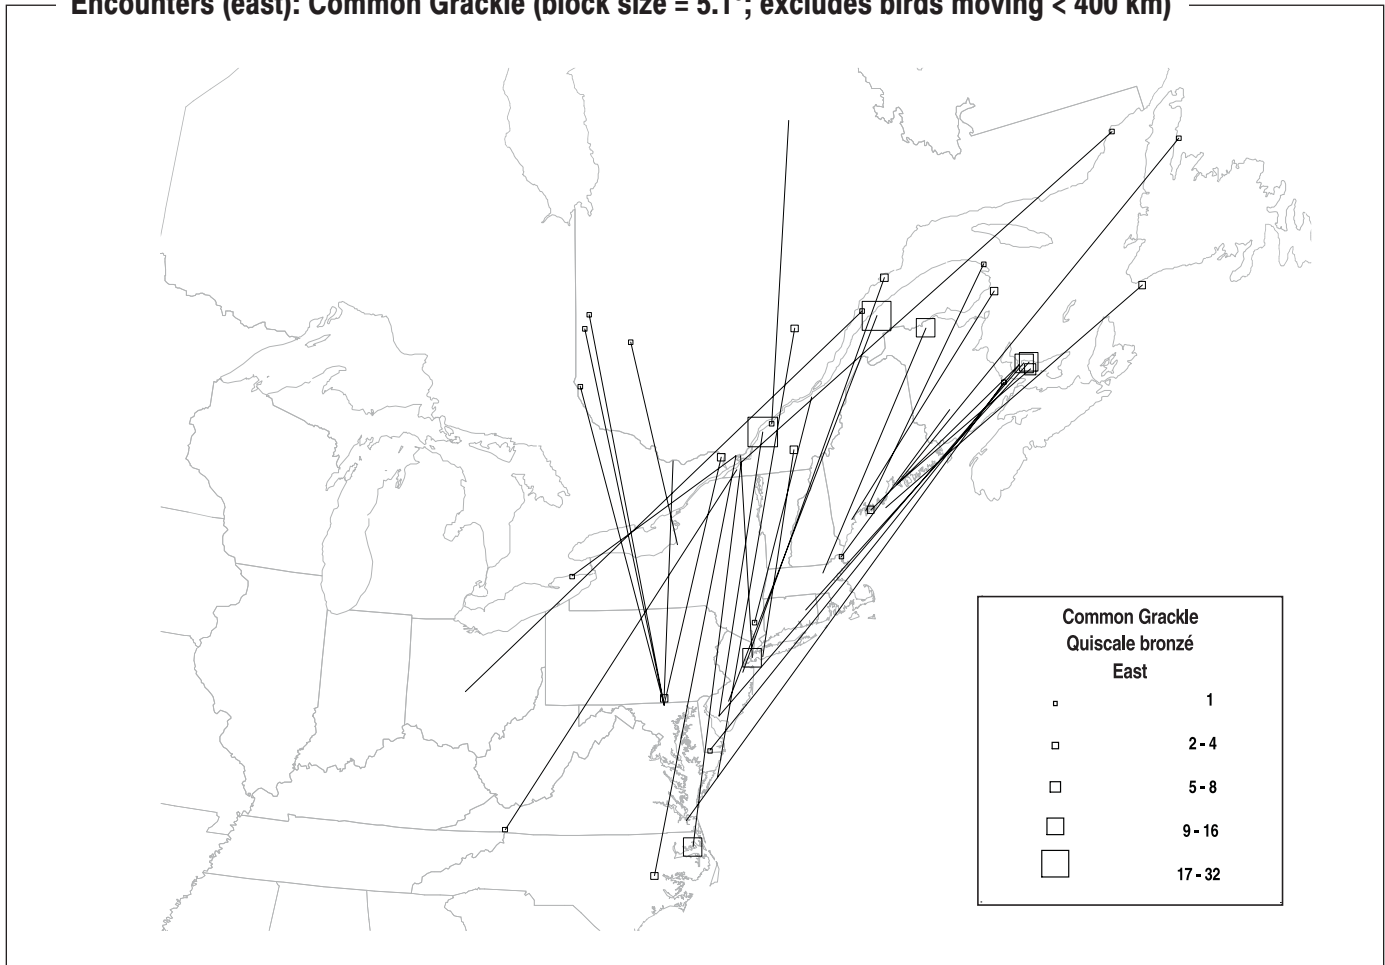 Encounters (east): Common Grackle (block size = 5.1°; excludes birds moving < 400 km)
Common Grackle
Quiscale bronzé
East
1
2 - 4
5 - 8
9 - 16
17 - 32